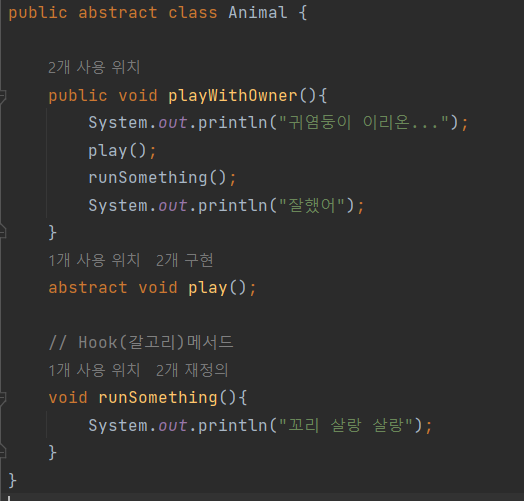 public abstract class Animal {
2개 사용 위치
public void playWithOwner(){
System.out.println("귀염둥이 이리온...");
play();
runSomething();
System.out.println("잘했어");
}
1개 사용 위치 2개 구현
abstract void play();
// Hook(갈고리)메서드
1개 사용 위치 2개 재정의
void runSomething(){
System.out.println("꼬리 살랑 살랑");
}
}